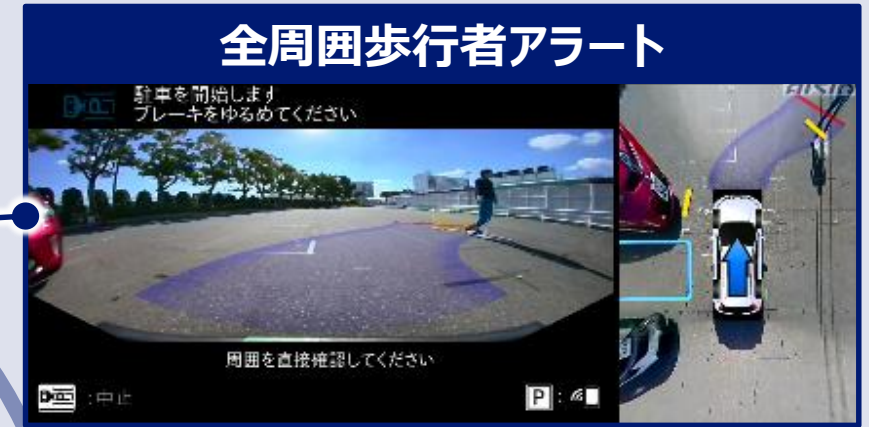 全周囲歩行者アラート
駐車を開始します
ブレーキをゆるめてください
周囲を直接確認してください
:中止
P :